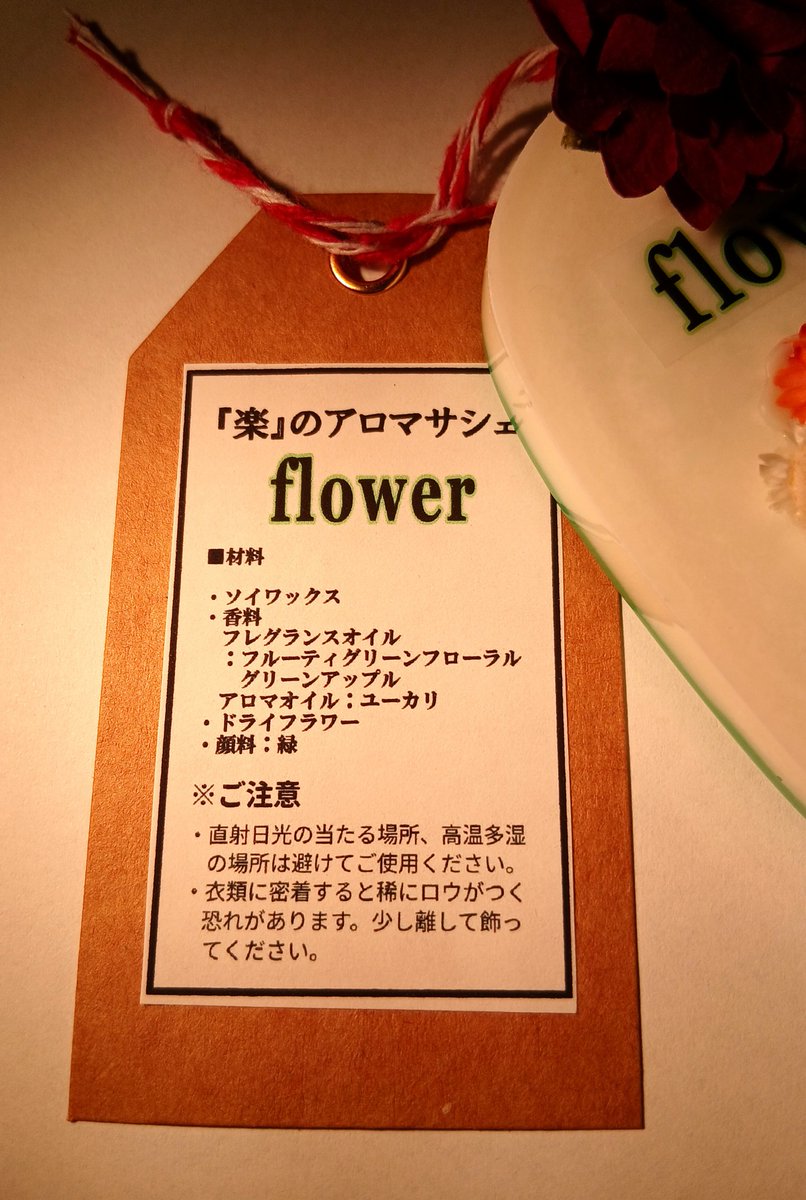 『楽』のアロマサシェ
flower
■材料
・ソイワックス
・香料
フレグランスオイル
：フルーティグリーンフローラル
グリーンアップル
アロマオイル：ユーカリ
・ドライフラワー
・顔料：緑
※ご注意
・直射日光の当たる場所、高温多湿
の場所は避けてご使用ください。
・衣類に密着すると稀にロウがつく
恐れがあります。少し離して飾っ
てください。
flow